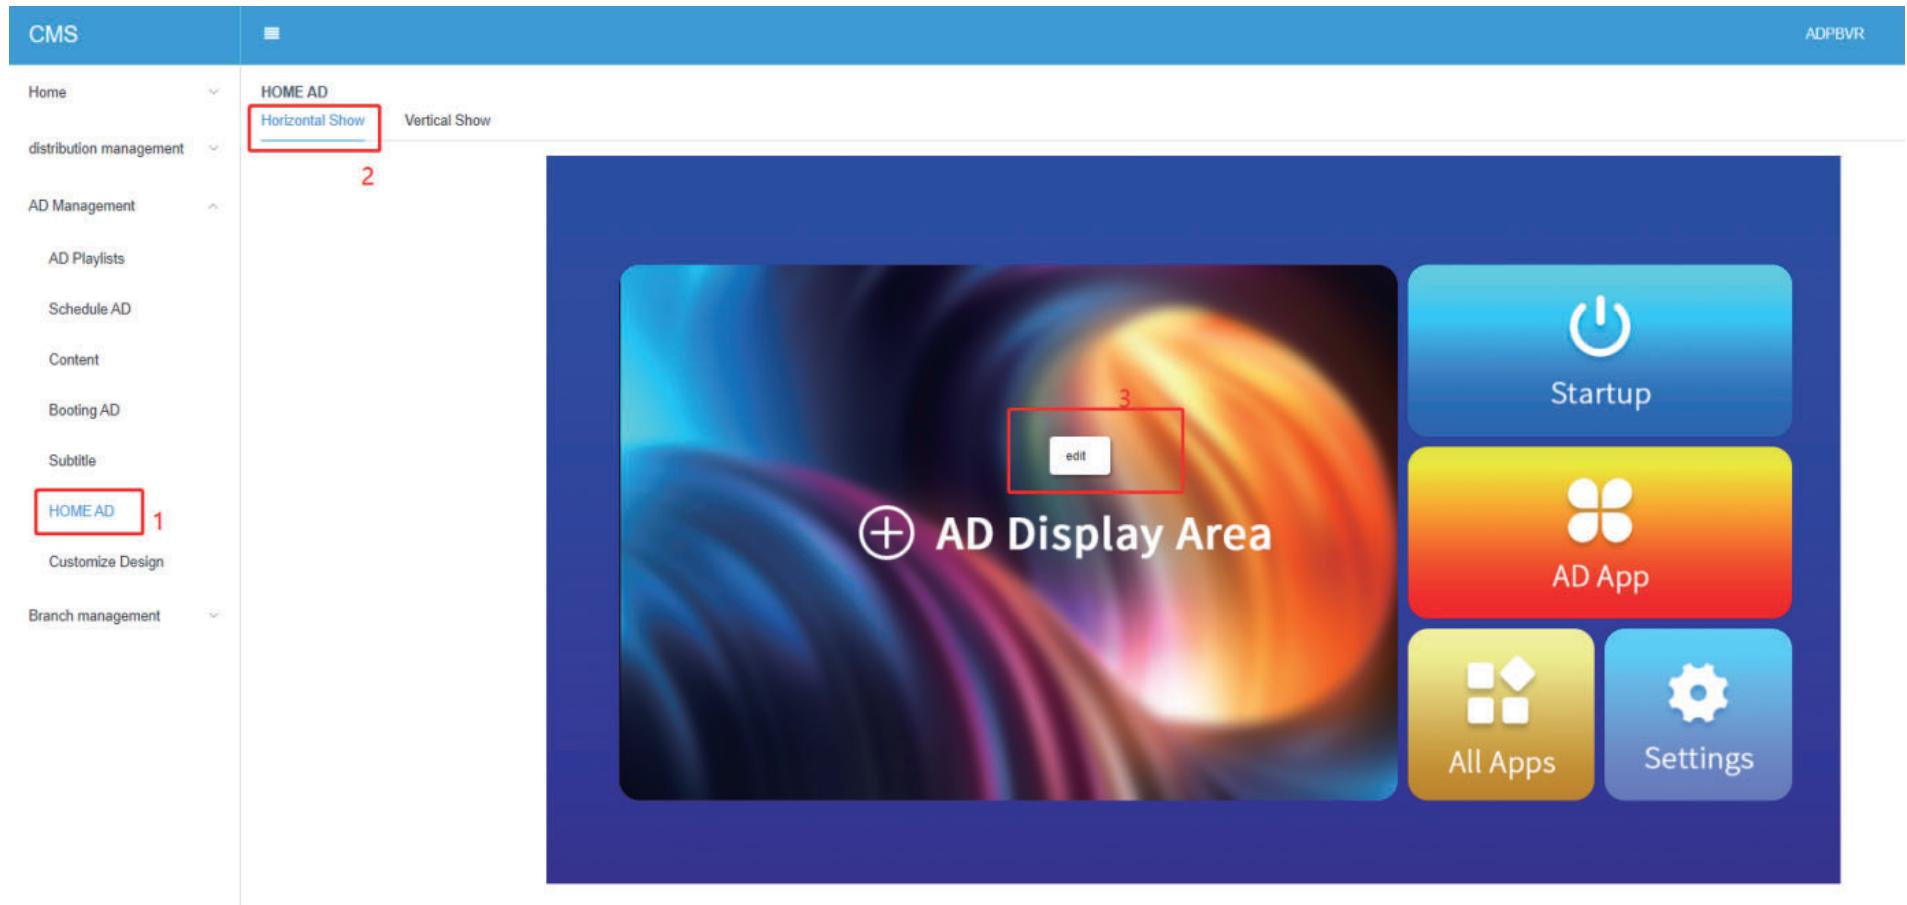 CMS
ADPBVR
Home
distribution management
AD Management
AD Playlists
Schedule AD
Content
Booting AD
Subtitle
HOME AD
1
Customize Design
Branch management
HOME AD
Horizontal Show
Vertical Show
2
3
edit
AD Display Area
Startup
AD App
All Apps
Settings